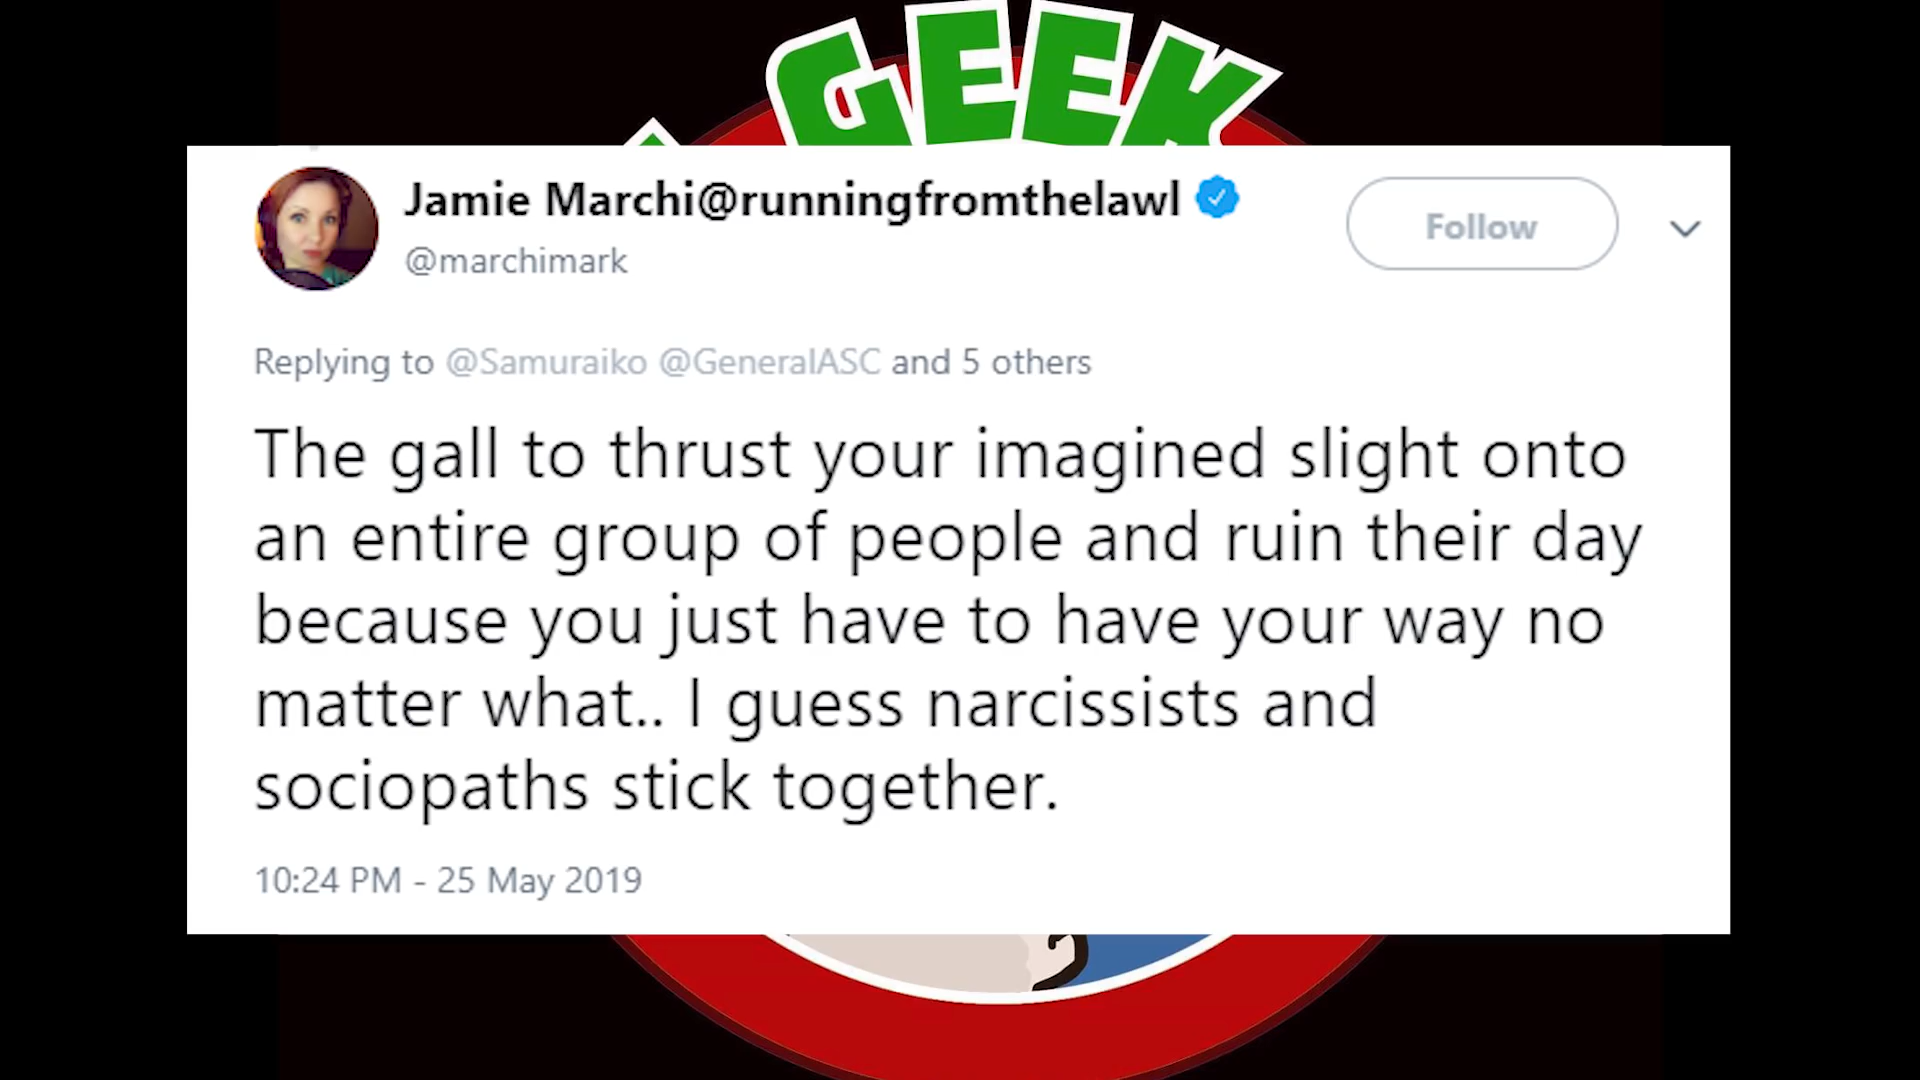 GEEK
Jamie Marchi@runningfromthelawl
@marchimark
Follow
Replying to @Samuraiko @GeneralASC and 5 others
The gall to thrust your imagined slight onto
an entire group of people and ruin their day
because you just have to have your way no
matter what.. I guess narcissists and
sociopaths stick together.
10:24 PM - 25 May 2019